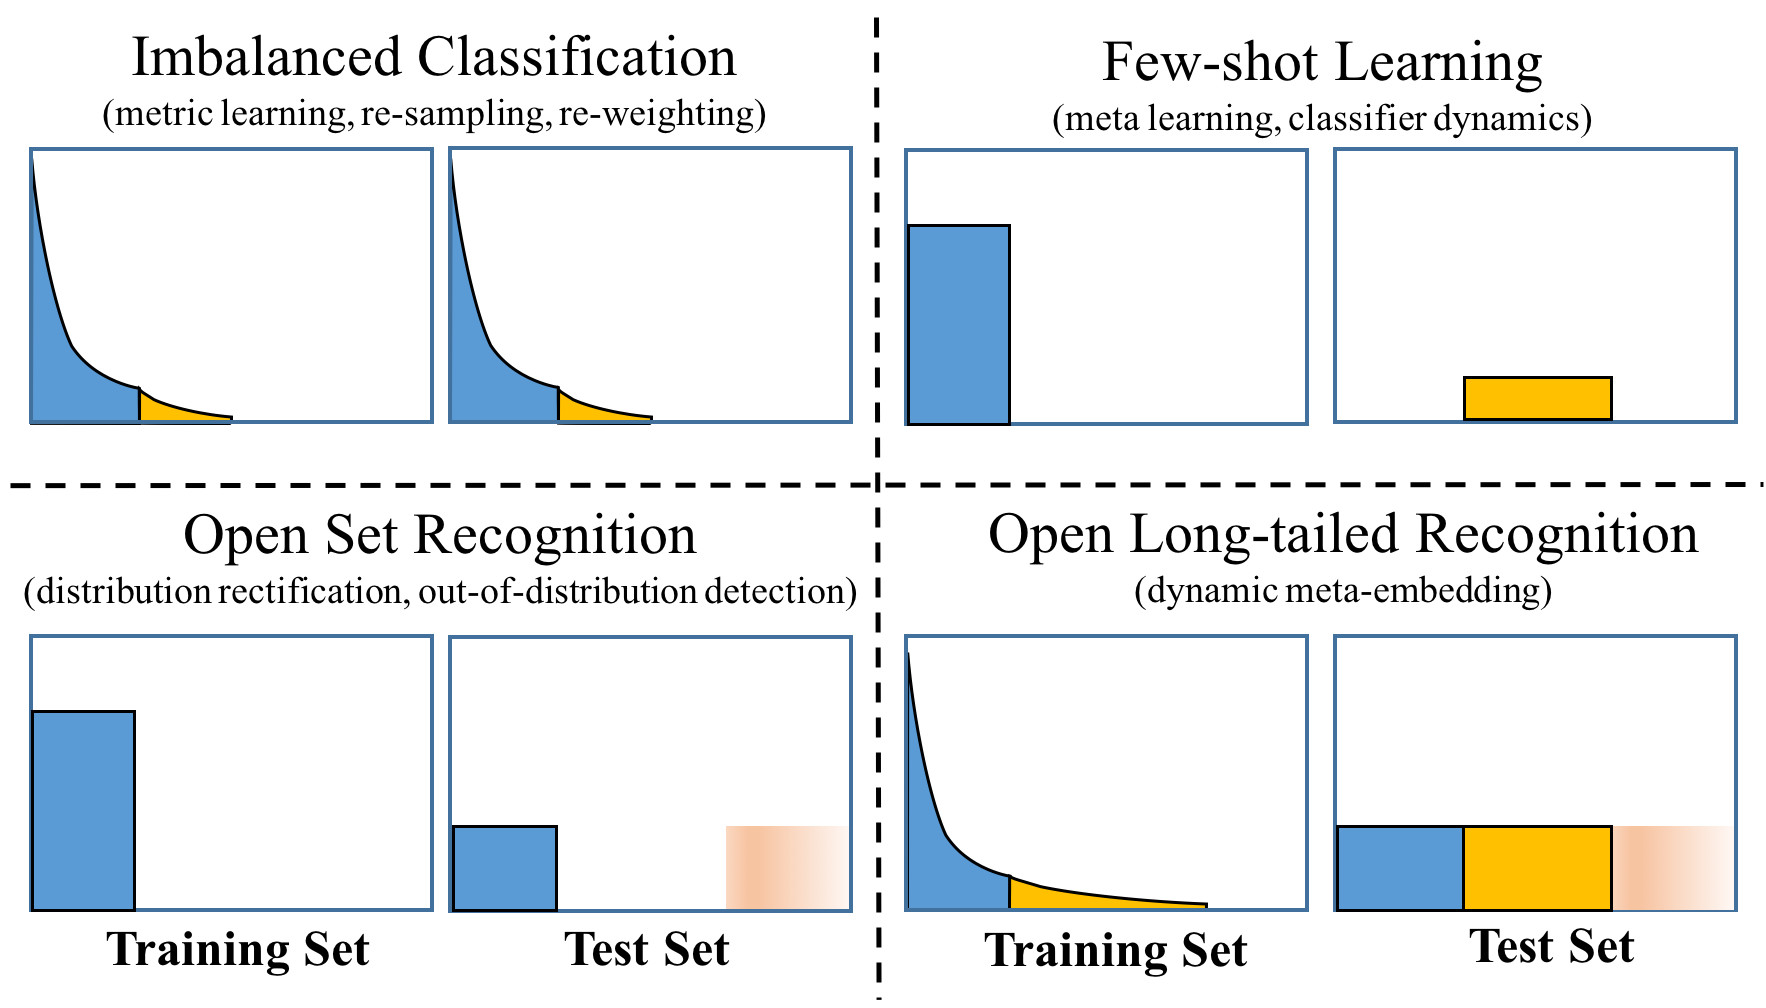 Imbalanced Classification
(metric learning, re-sampling, re-weighting)
Few-shot Learning
(meta learning, classifier dynamics)
Open Set Recognition
(distribution rectification, out-of-distribution detection)
Training Set
Test Set
Open Long-tailed Recognition
(dynamic meta-embedding)
Training Set
Test Set